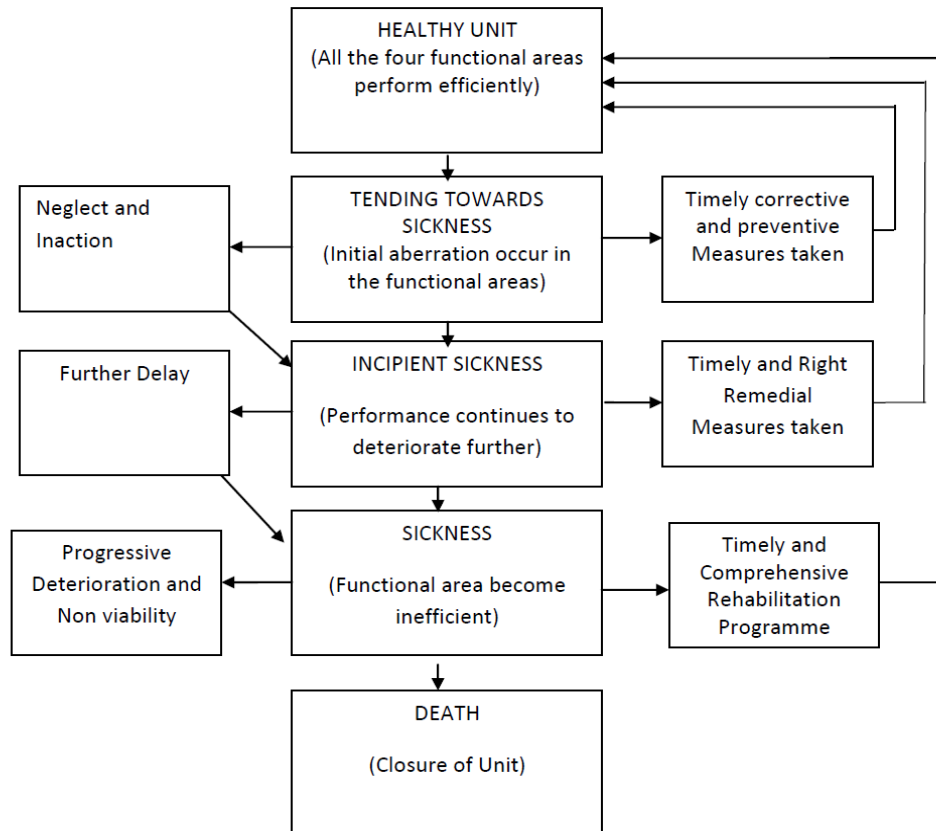 HEALTHY UNIT
(All the four functional areas
perform efficiently)
Neglect and
Inaction
TENDING TOWARDS
SICKNESS
(Initial aberration occur in
the functional areas)
Timely corrective
and preventive
Measures taken
Further Delay
INCIPIENT SICKNESS
(Performance continues to
deteriorate further)
Timely and Right
Remedial
Measures taken
Progressive
Deterioration and
Non viability
SICKNESS
(Functional area become
inefficient)
Timely and
Comprehensive
Rehabilitation
Programme
DEATH
(Closure of Unit)